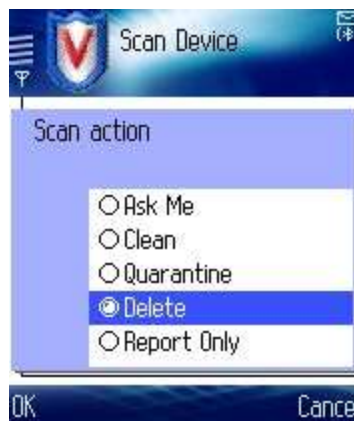 Scan Device
Scan action
Ask Me
Clean
Quarantine
Delete
Report Only
OK Cance